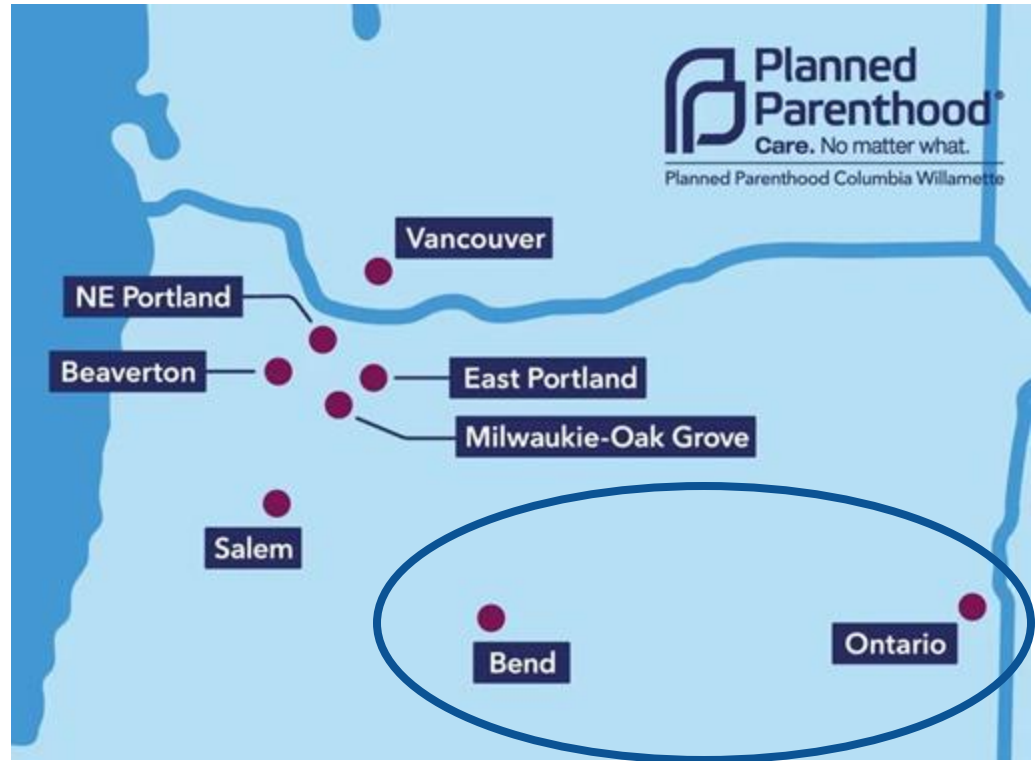 Planned
Parenthood®
Care. No matter what.
Planned Parenthood Columbia Willamette
Vancouver
NE Portland
Beaverton
East Portland
Milwaukie-Oak Grove
Salem
Bend
Ontario